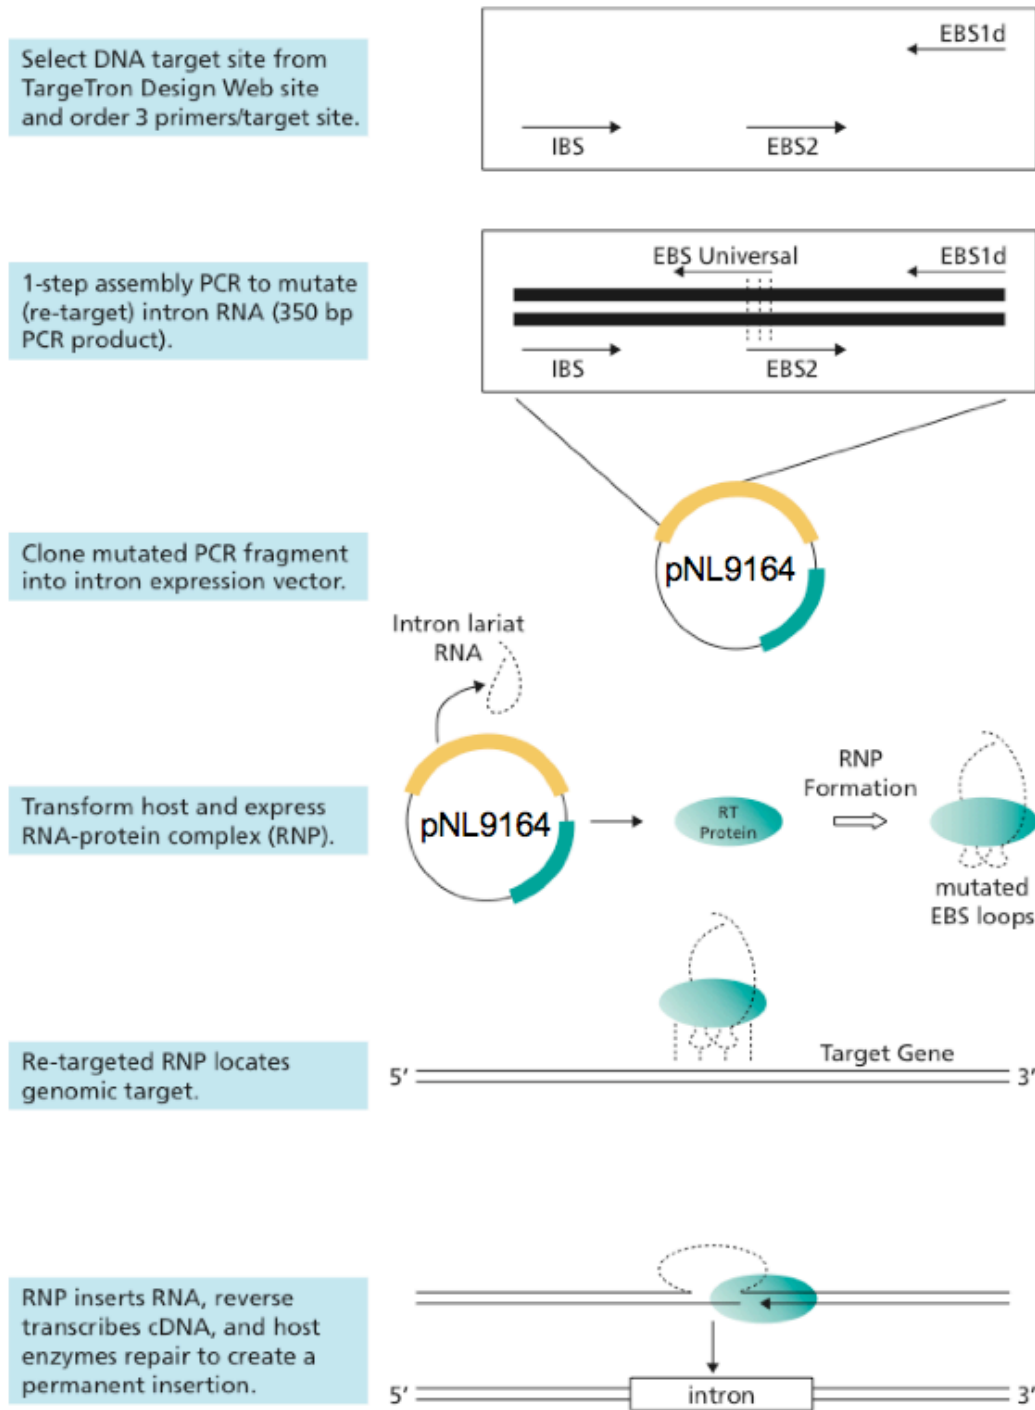 Select DNA target site from
TargeTron Design Web site
and order 3 primers/target site.
EBS1d
IBS
EBS2
1-step assembly PCR to mutate
(re-target) intron RNA (350 bp
PCR product).
EBS Universal
EBS1d
IBS
EBS2
Clone mutated PCR fragment
into intron expression vector.
pNL9164
Intron lariat
RNA
Transform host and express
RNA-protein complex (RNP).
pNL9164
RT
Protein
RNP
Formation
mutated
EBS loops
Re-targeted RNP locates
genomic target.
Target Gene
5’
3’
RNP inserts RNA, reverse
transcribes cDNA, and host
enzymes repair to create a
permanent insertion.
5’
intron
3’